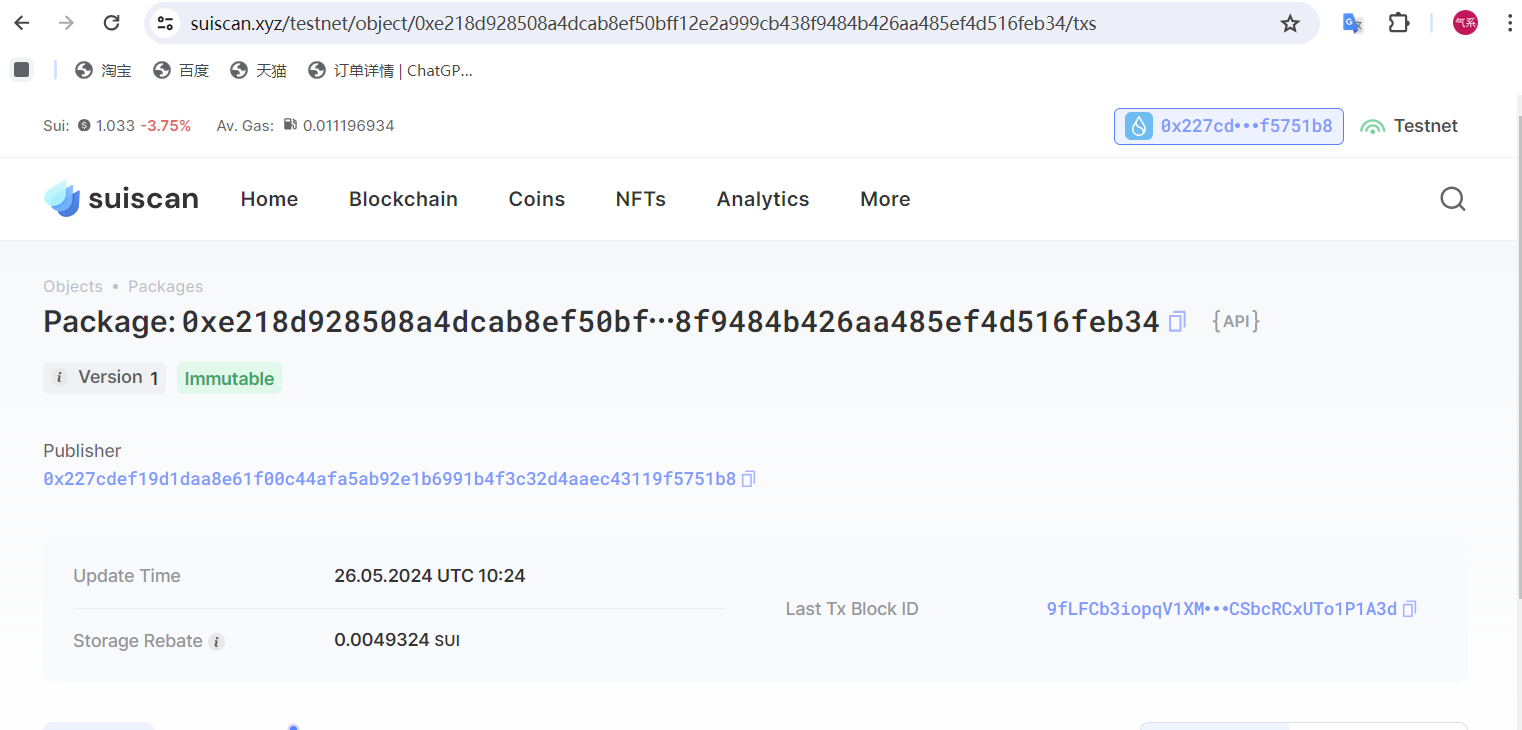 suiscan.xyz/testnet/object/0xe218d928508a4dcab8ef50bff12e2a999cb438f9484b426aa485ef4d516feb34/txs
气系
淘宝 百度 天猫 订单详情 | ChatGP...
Sui: 1.033 -3.75% Av. Gas: 0.011196934 0x227cd•••f5751b8 Testnet
suiscan Home Blockchain Coins NFTs Analytics More
Objects • Packages
Package: 0xe218d928508a4dcab8ef50bf···8f9484b426aa485ef4d516feb34 {API}
i Version 1 Immutable
Publisher
0x227cdef19d1daa8e61f00c44afa5ab92e1b6991b4f3c32d4aaec43119f5751b8
Update Time 26.05.2024 UTC 10:24
Last Tx Block ID 9fLFCb3iopqV1XM•••CSbcRCxUTo1P1A3d
Storage Rebate i 0.0049324 SUI